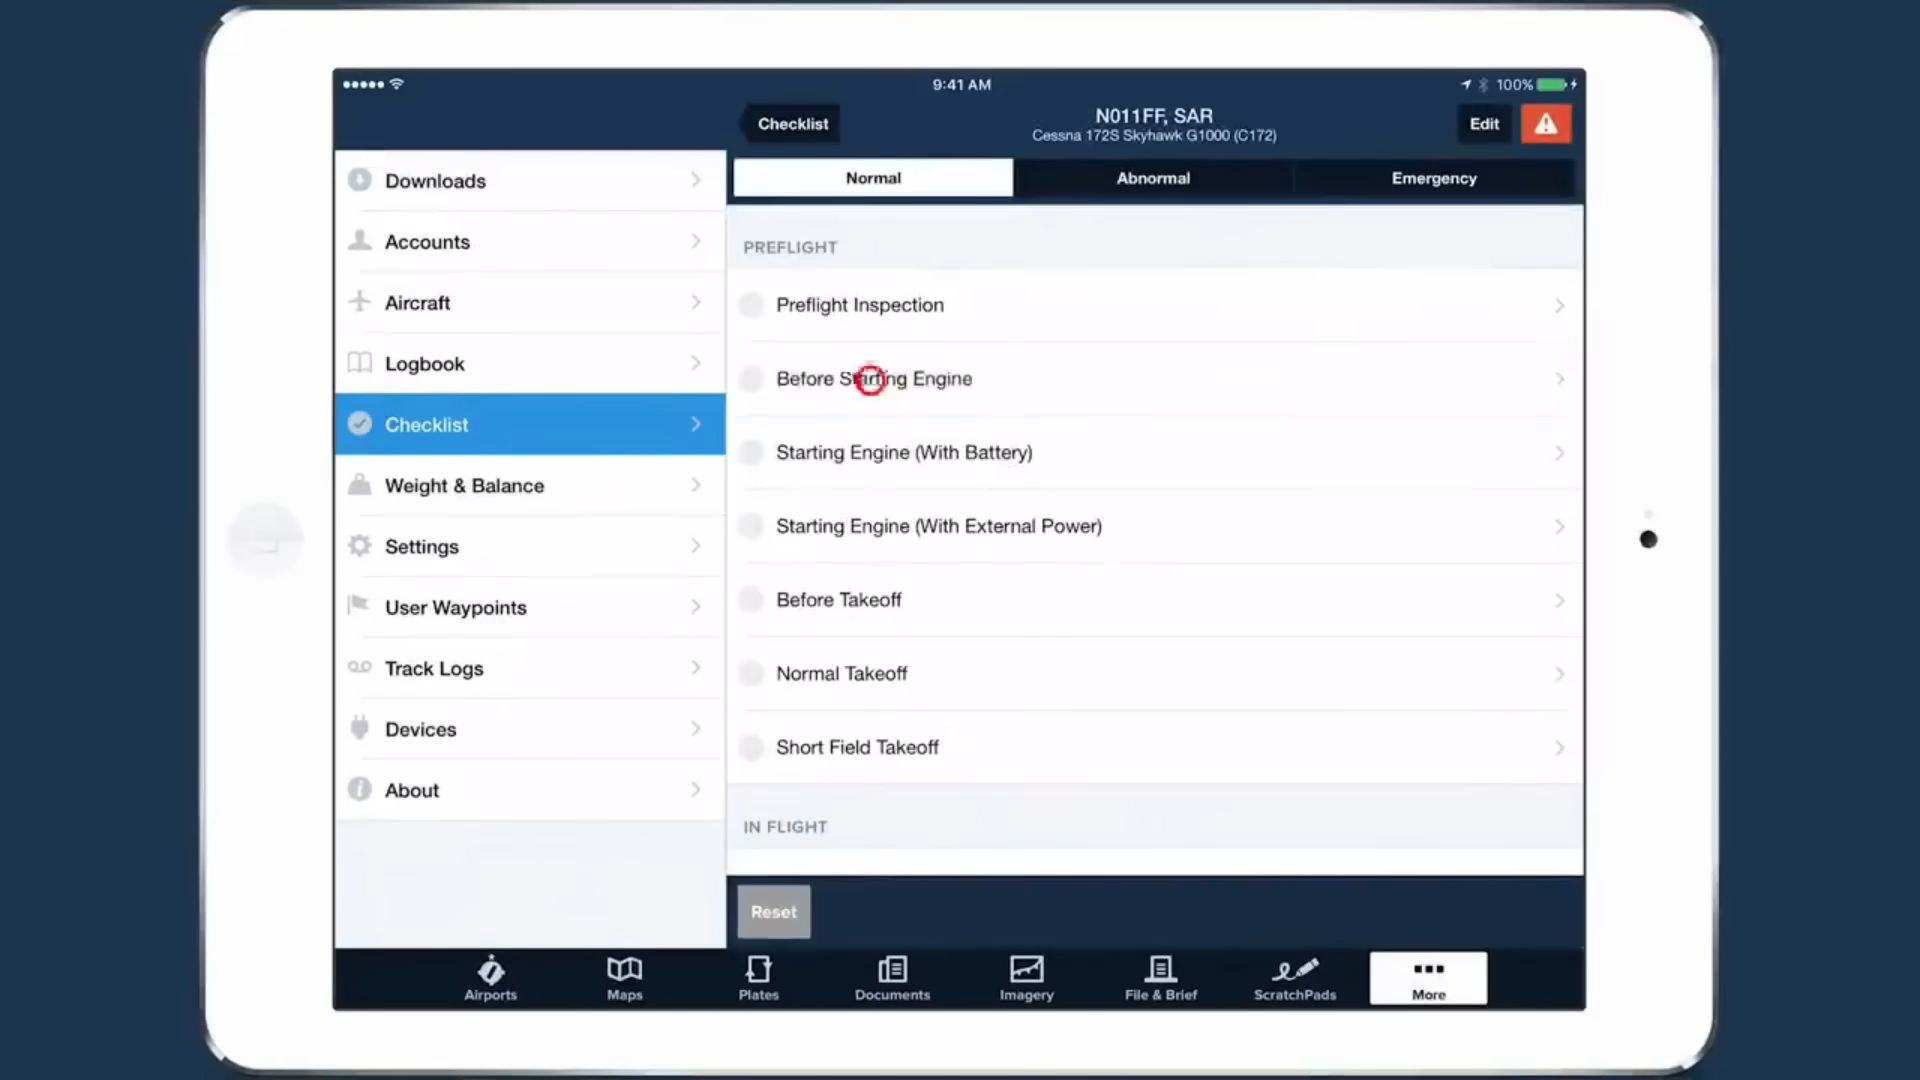 9:41 AM
100%
Checklist
N011FF, SAR
Cessna 172S Skyhawk G1000 (C172)
Edit
Normal
Abnormal
Emergency
Downloads
Accounts
Aircraft
Logbook
Checklist
Weight & Balance
Settings
User Waypoints
Track Logs
Devices
About
PREFLIGHT
Preflight Inspection
Before Starting Engine
Starting Engine (With Battery)
Starting Engine (With External Power)
Before Takeoff
Normal Takeoff
Short Field Takeoff
IN FLIGHT
Reset
Airports
Maps
Plates
Documents
Imagery
File & Brief
ScratchPads
More